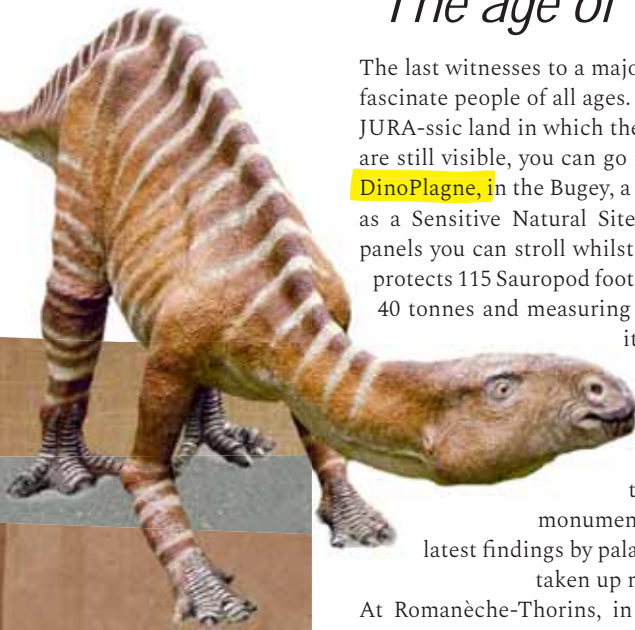 The age of
The last witnesses to a majo
fascinate people of all ages.
JURA-ssic land in which the
are still visible, you can go
DinoPlagne, in the Bugey, a
as a Sensitive Natural Site
panels you can stroll whilst
protects 115 Sauropod foot
40 tonnes and measuring
it
t
monumen
latest findings by pala
taken up r
At Romanèche-Thorins, in